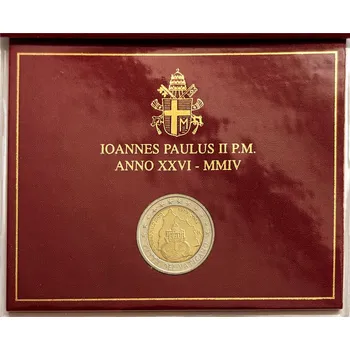 IOANNES PAULUS II P.M.
ANNO XXVI - MMIV